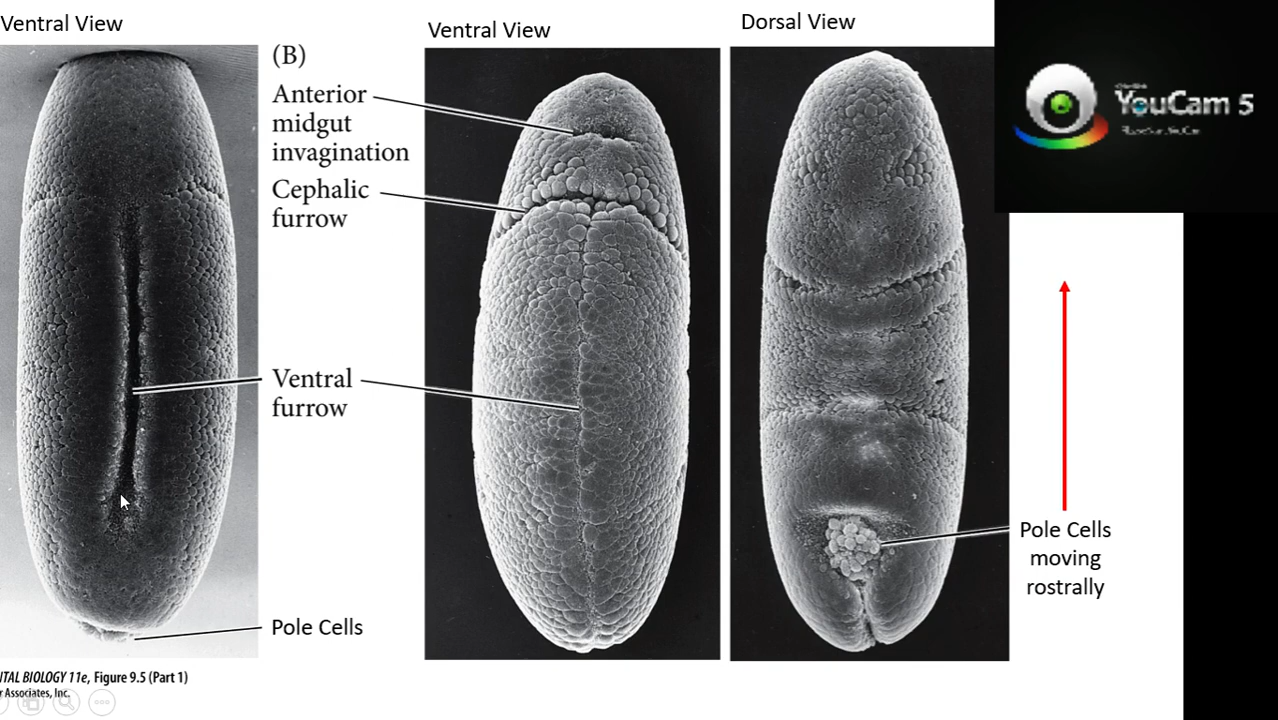 Ventral View
(B)
Anterior
midgut
invagination
Cephalic
furrow
Ventral
furrow
Pole Cells
Ventral View
Dorsal View
YouCam 5
Pole Cells
moving
rostrally
TAL BIOLOGY 11e, Figure 9.5 (Part 1)
r Associates, Inc.